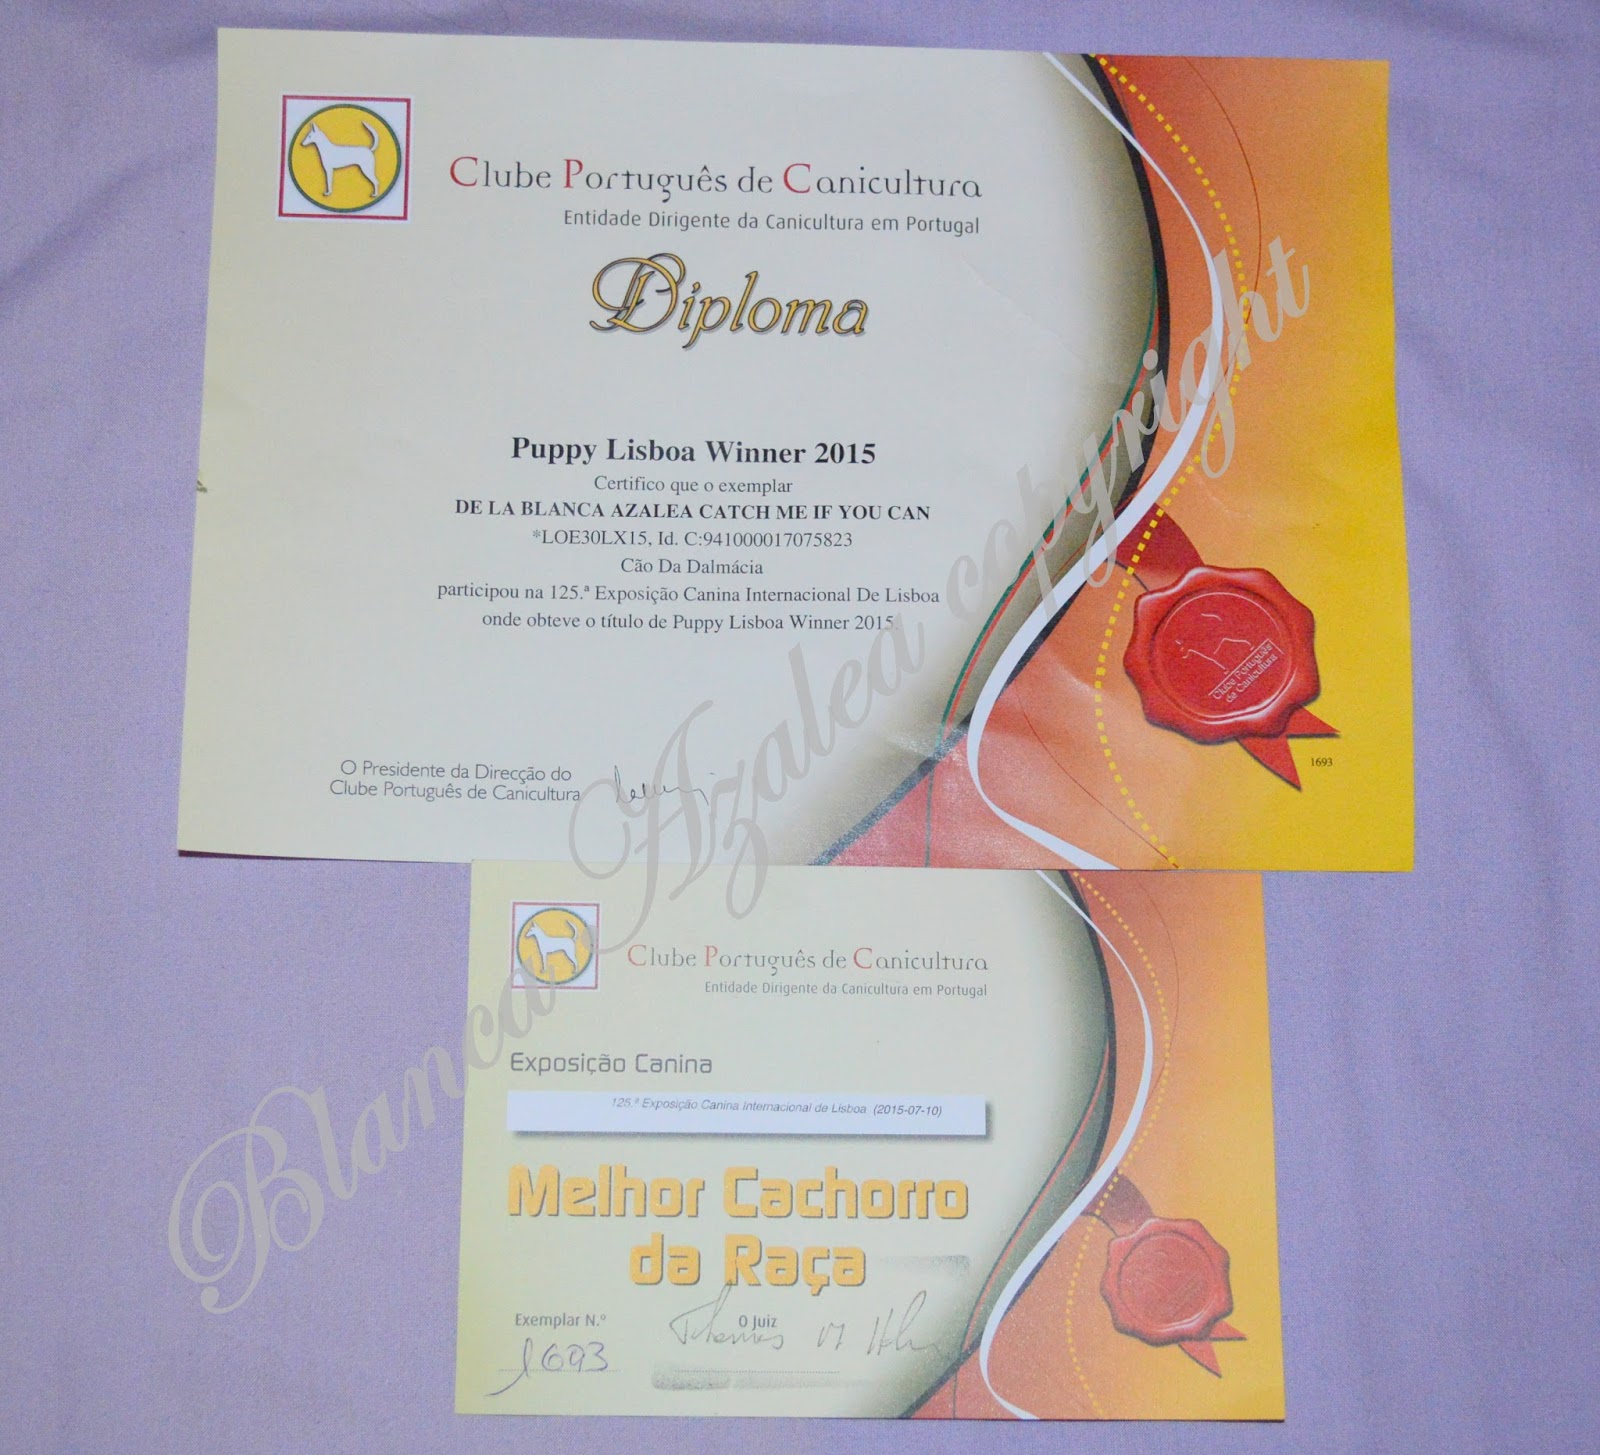 Clube Português de Canicultura
Entidade Dirigente da Canicultura em Portugal
Diploma
Puppy Lisboa Winner 2015
Certifico que o exemplar
DE LA BLANCA AZALEA CATCH ME IF YOU CAN
*LOE30LX15, Id. C:941000017075823
Cão Da Dalmácia
participou na 125.ª Exposição Canina Internacional De Lisboa
onde obteve o título de Puppy Lisboa Winner 2015.
O Presidente da Direcção do
Clube Português de Canicultura
Clube Português
de Canicultura
1693
Clube Português de Canicultura
Entidade Dirigente da Canicultura em Portugal
Exposição Canina
125.ª Exposição Canina Internacional de Lisboa (2015-07-10)
Melhor Cachorro
da Raça
Exemplar N.º
1693
O Juiz
Blanca Azalea copyright